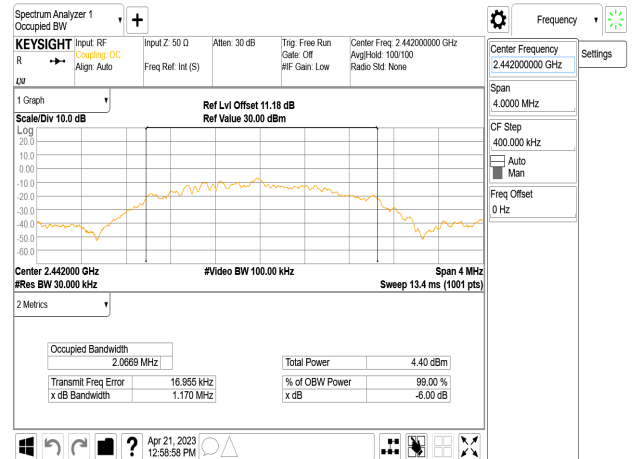 Spectrum Analyzer 1
Occupied BW
Frequency
KEYSIGHT Input: RF Input Z: 50 Ω Atten: 30 dB Trig: Free Run Center Freq: 2.442000000 GHz
Coupling: DC Gate: Off Avg|Hold: 100/100
R Align: Auto Freq Ref: Int (S) #IF Gain: Low Radio Std: None
Center Frequency
2.442000000 GHz
Settings
Span
4.0000 MHz
CF Step
400.000 kHz
Auto
Man
Freq Offset
0 Hz
1 Graph
Ref Lvl Offset 11.18 dB
Scale/Div 10.0 dB Ref Value 30.00 dBm
Log
20.0
10.0
0.00
-10.0
-20.0
-30.0
-40.0
-50.0
-60.0
Center 2.442000 GHz #Video BW 100.00 kHz Span 4 MHz
#Res BW 30.000 kHz Sweep 13.4 ms (1001 pts)
2 Metrics
Occupied Bandwidth
2.0669 MHz
Total Power 4.40 dBm
Transmit Freq Error 16.955 kHz % of OBW Power 99.00 %
x dB Bandwidth 1.170 MHz x dB -6.00 dB
? Apr 21, 2023
12:58:58 PM